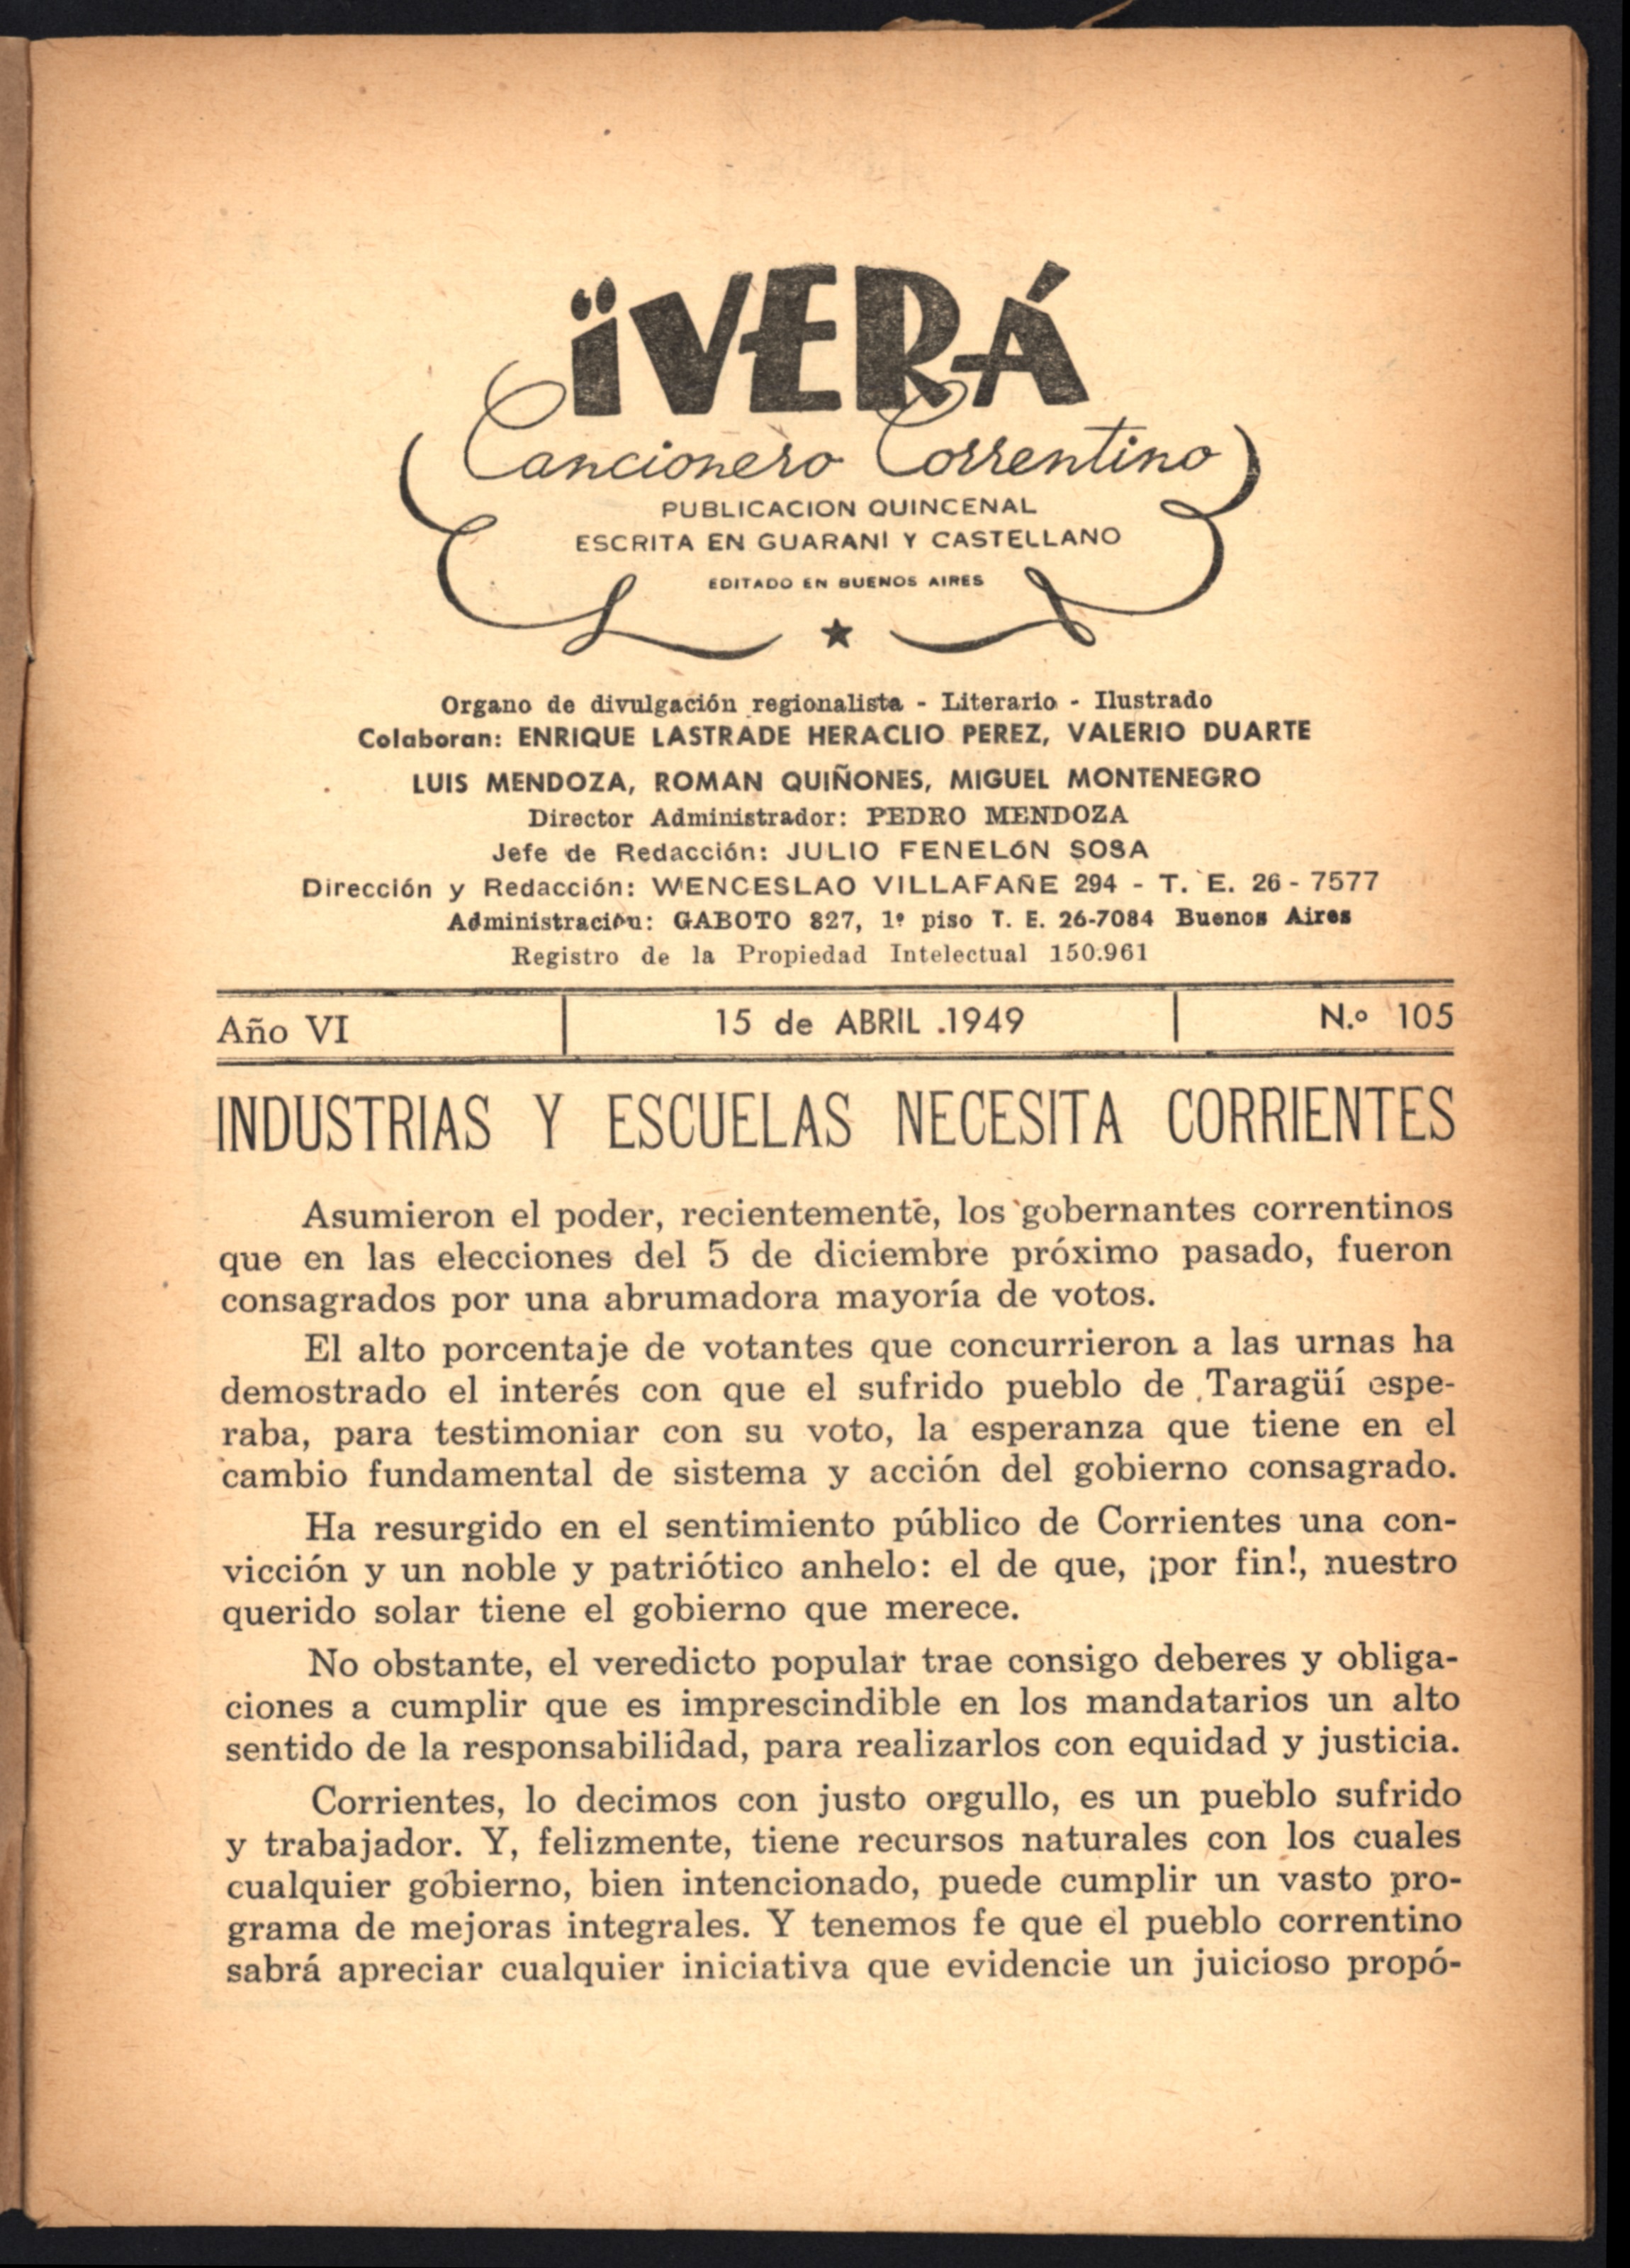 ÏVERÁ
Cancionero Correntino
PUBLICACION QUINCENAL
ESCRITA EN GUARANI Y CASTELLANO
EDITADO EN BUENOS AIRES
Organo de divulgación regionalista - Literario - Ilustrado
Colaboran: ENRIQUE LASTRADE HERACLIO PEREZ, VALERIO DUARTE
LUIS MENDOZA, ROMAN QUIÑONES, MIGUEL MONTENEGRO
Director Administrador: PEDRO MENDOZA
Jefe de Redacción: JULIO FENELóN SOSA
Dirección y Redacción: WENCESLAO VILLAFAÑE 294 - T. E. 26 - 7577
Administración: GABOTO 827, 1º piso T. E. 26-7084 Buenos Aires
Registro de la Propiedad Intelectual 150.961
Año VI 15 de ABRIL .1949 N.º 105
INDUSTRIAS Y ESCUELAS NECESITA CORRIENTES
Asumieron el poder, recientemente, los gobernantes correntinos
que en las elecciones del 5 de diciembre próximo pasado, fueron
consagrados por una abrumadora mayoría de votos.
El alto porcentaje de votantes que concurrieron a las urnas ha
demostrado el interés con que el sufrido pueblo de Taragüí espe-
raba, para testimoniar con su voto, la esperanza que tiene en el
cambio fundamental de sistema y acción del gobierno consagrado.
Ha resurgido en el sentimiento público de Corrientes una con-
vicción y un noble y patriótico anhelo: el de que, ¡por fin!, nuestro
querido solar tiene el gobierno que merece.
No obstante, el veredicto popular trae consigo deberes y obliga-
ciones a cumplir que es imprescindible en los mandatarios un alto
sentido de la responsabilidad, para realizarlos con equidad y justicia.
Corrientes, lo decimos con justo orgullo, es un pueblo sufrido
y trabajador. Y, felizmente, tiene recursos naturales con los cuales
cualquier gobierno, bien intencionado, puede cumplir un vasto pro-
grama de mejoras integrales. Y tenemos fe que el pueblo correntino
sabrá apreciar cualquier iniciativa que evidencie un juicioso propó-